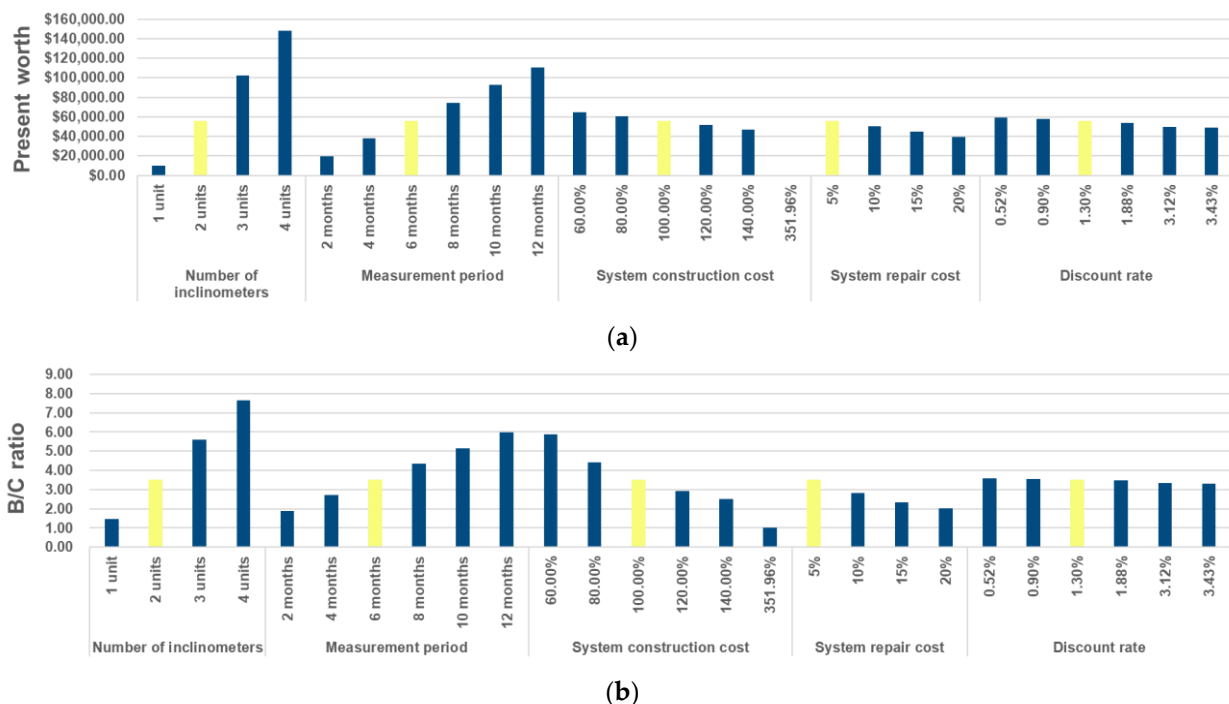 $160,000.00
$140,000.00
$120,000.00
$100,000.00
$80,000.00
$60,000.00
$40,000.00
$20,000.00
$0.00
Present worth
1 unit
2 units
3 units
4 units
2 months
4 months
6 months
8 months
10 months
12 months
60.00%
80.00%
100.00%
120.00%
140.00%
351.96%
5%
10%
15%
20%
0.52%
0.90%
1.30%
1.88%
3.12%
3.43%
Number of
inclinometers
Measurement period
System construction cost
System repair cost
Discount rate
(a)
9.00
8.00
7.00
6.00
5.00
4.00
3.00
2.00
1.00
0.00
B/C ratio
1 unit
2 units
3 units
4 units
2 months
4 months
6 months
8 months
10 months
12 months
60.00%
80.00%
100.00%
120.00%
140.00%
351.96%
5%
10%
15%
20%
0.52%
0.90%
1.30%
1.88%
3.12%
3.43%
Number of inclinometers
Measurement period
System construction cost
System repair cost
Discount rate
(b)